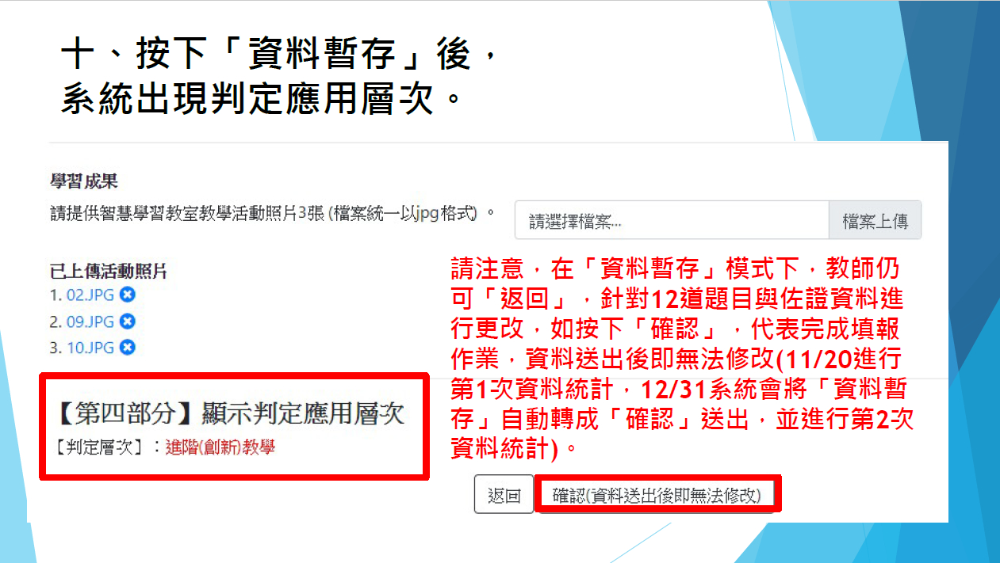 十、按下「資料暫存」後，
系統出現判定應用層次。
學習成果
請提供智慧學習教室教學活動照片3張 (檔案統一以jpg格式) 。
請選擇檔案...
檔案上傳
已上傳活動照片
1. 02.JPG
2. 09.JPG
3. 10.JPG
請注意，在「資料暫存」模式下，教師仍
可「返回」，針對12道題目與佐證資料進
行更改，如按下「確認」，代表完成填報
作業，資料送出後即無法修改(11/20進行
第1次資料統計，12/31系統會將「資料暫
存」自動轉成「確認」送出，並進行第2次
資料統計)。
【第四部分】顯示判定應用層次
【判定層次】：進階(創新)教學
返回
確認(資料送出後即無法修改)